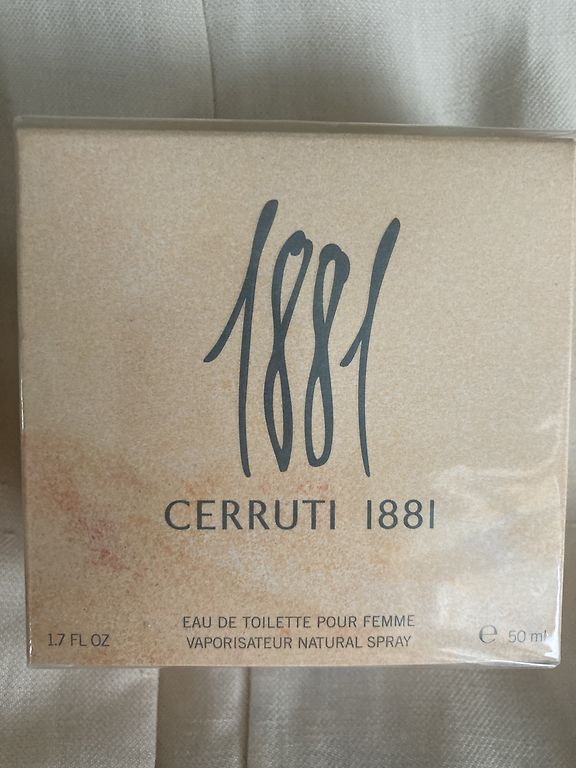 1881
CERRUTI 1881
EAU DE TOILETTE POUR FEMME
1.7 FL OZ VAPORISATEUR NATURAL SPRAY ℮ 50 ml